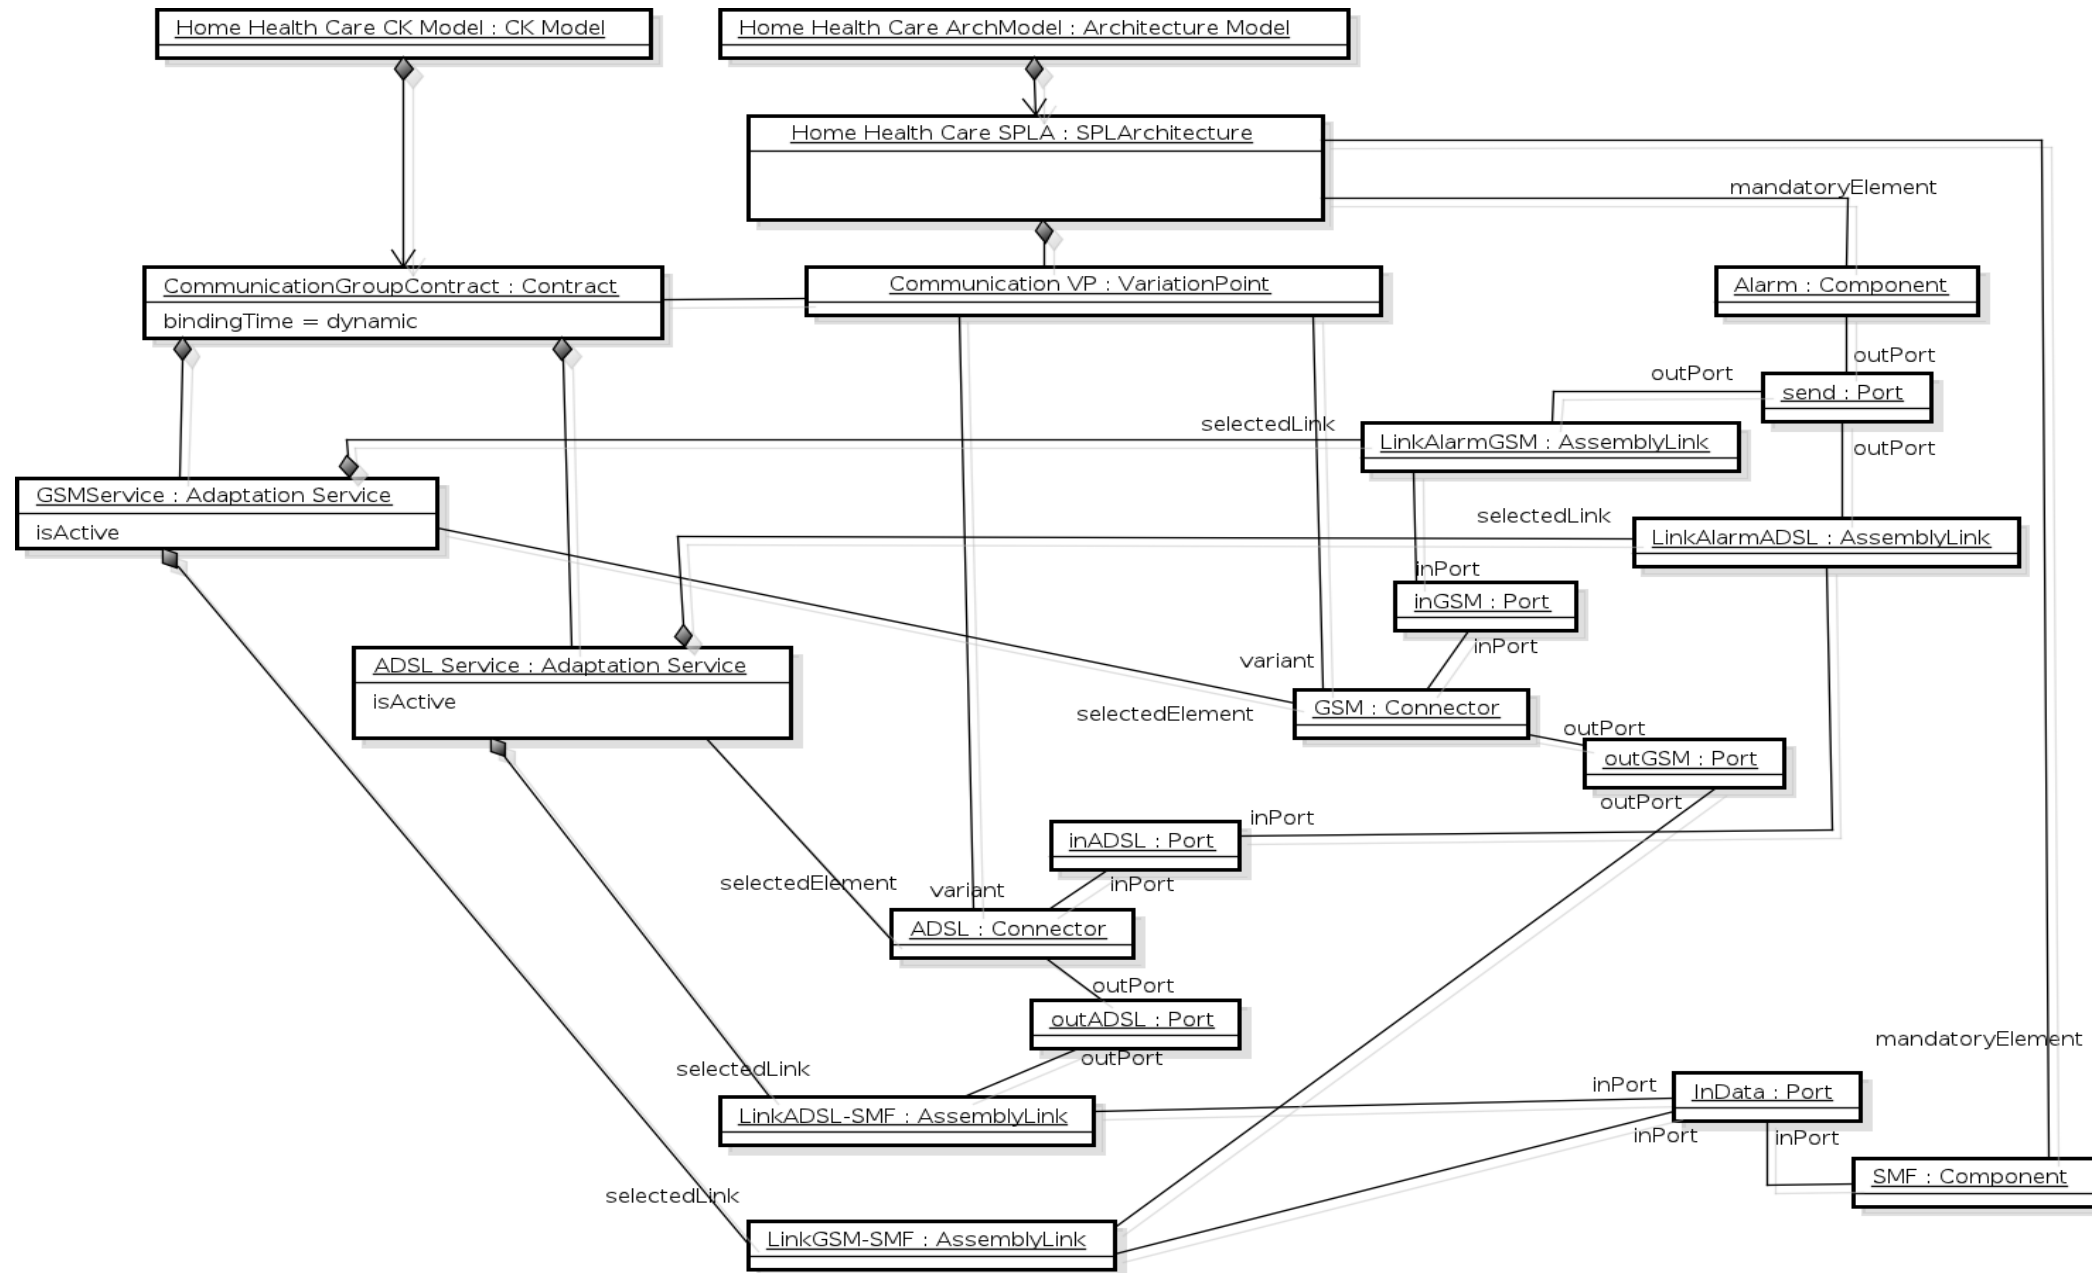 Home Health Care CK Model : CK Model
Home Health Care ArchModel : Architecture Model
Home Health Care SPLA : SPLArchitecture
mandatoryElement
CommunicationGroupContract : Contract
bindingTime = dynamic
Communication VP : VariationPoint
Alarm : Component
outPort
outPort
send : Port
selectedLink
LinkAlarmGSM : AssemblyLink
outPort
GSMService : Adaptation Service
isActive
selectedLink
LinkAlarmADSL : AssemblyLink
inPort
inGSM : Port
inPort
ADSL Service : Adaptation Service
isActive
variant
selectedElement
GSM : Connector
outPort
outGSM : Port
outPort
inPort
inADSL : Port
selectedElement
variant
inPort
ADSL : Connector
outPort
outADSL : Port
outPort
mandatoryElement
selectedLink
LinkADSL-SMF : AssemblyLink
inPort
InData : Port
inPort
inPort
SMF : Component
selectedLink
LinkGSM-SMF : AssemblyLink